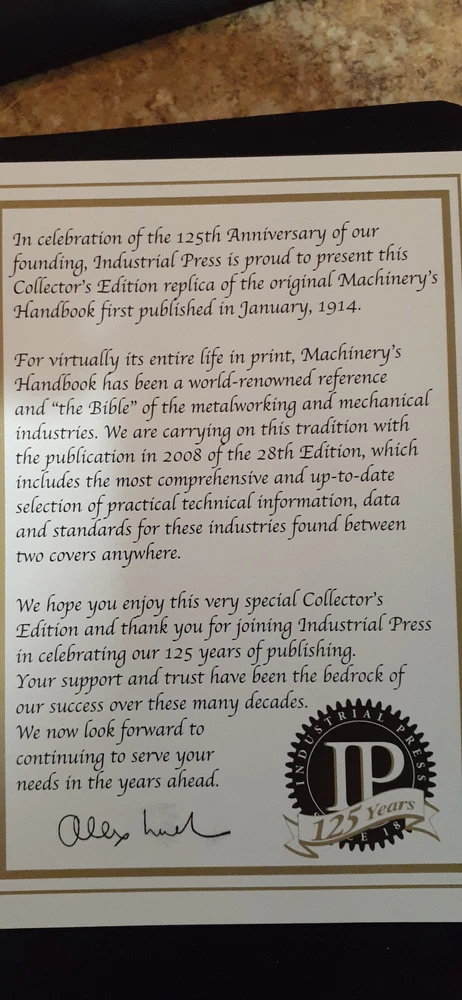 In celebration of the 125th Anniversary of our
founding, Industrial Press is proud to present this
Collector's Edition replica of the original Machinery's
Handbook first published in January, 1914.
For virtually its entire life in print, Machinery's
Handbook has been a world-renowned reference
and "the Bible" of the metalworking and mechanical
industries. We are carrying on this tradition with
the publication in 2008 of the 28th Edition, which
includes the most comprehensive and up-to-date
selection of practical technical information, data
and standards for these industries found between
two covers anywhere.
We hope you enjoy this very special Collector's
Edition and thank you for joining Industrial Press
in celebrating our 125 years of publishing.
Your support and trust have been the bedrock of
our success over these many decades.
We now look forward to
continuing to serve your
needs in the years ahead.
Alex
INDUSTRIAL PRESS
IP
125 Years